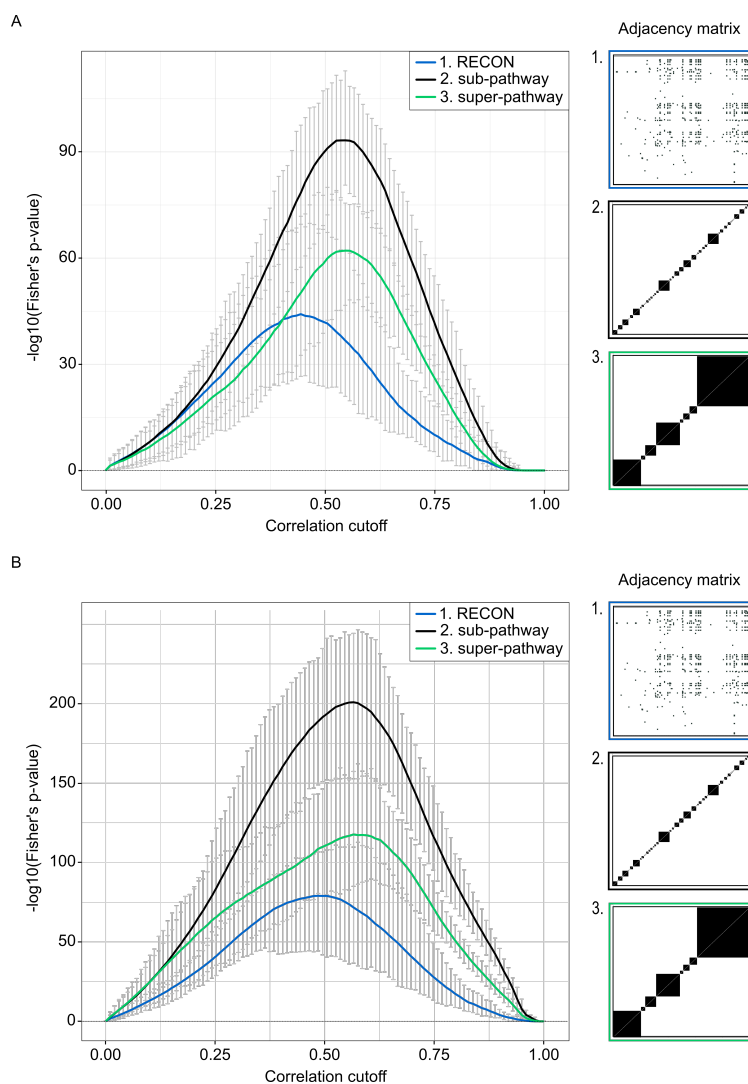 A
Adjacency matrix
1. RECON
2. sub-pathway
3. super-pathway
1.
2.
3.
90
60
30
0
-log10(Fisher's p-value)
0.00 0.25 0.50 0.75 1.00
Correlation cutoff
B
Adjacency matrix
1. RECON
2. sub-pathway
3. super-pathway
1.
2.
3.
200
150
100
50
0
-log10(Fisher's p-value)
0.00 0.25 0.50 0.75 1.00
Correlation cutoff